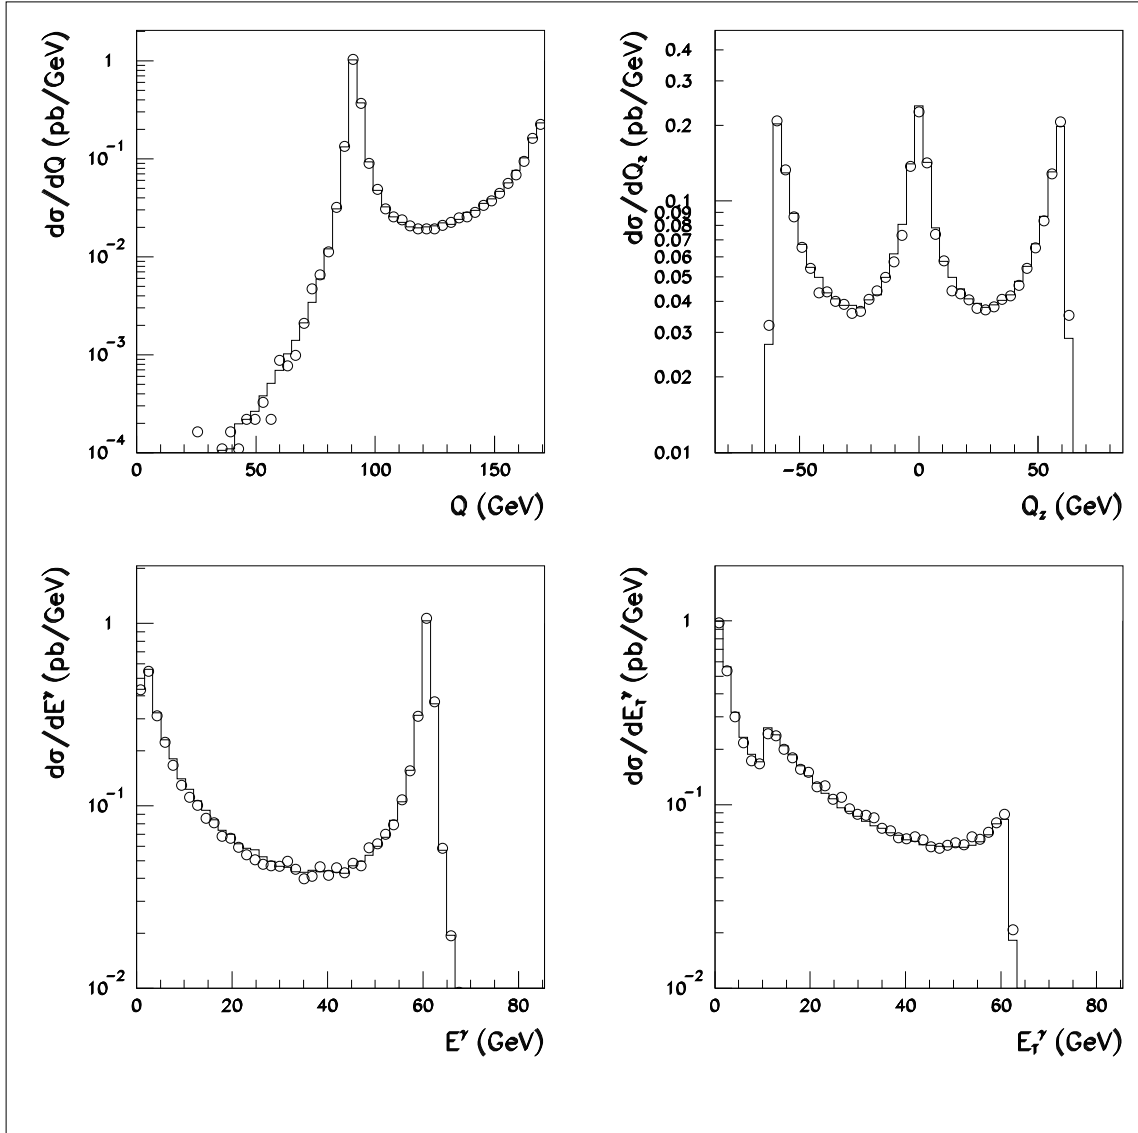 dσ/dQ (pb/GeV)
1
10⁻¹
10⁻²
10⁻³
10⁻⁴
0 50 100 150
Q (GeV)
dσ/dQ_z (pb/GeV)
0.4
0.3
0.2
0.1
0.09
0.08
0.07
0.06
0.05
0.04
0.03
0.02
0.01
−50 0 50
Q_z (GeV)
dσ/dE^γ (pb/GeV)
1
10⁻¹
10⁻²
0 20 40 60 80
E^γ (GeV)
dσ/dE_T^γ (pb/GeV)
1
10⁻¹
10⁻²
0 20 40 60 80
E_T^γ (GeV)